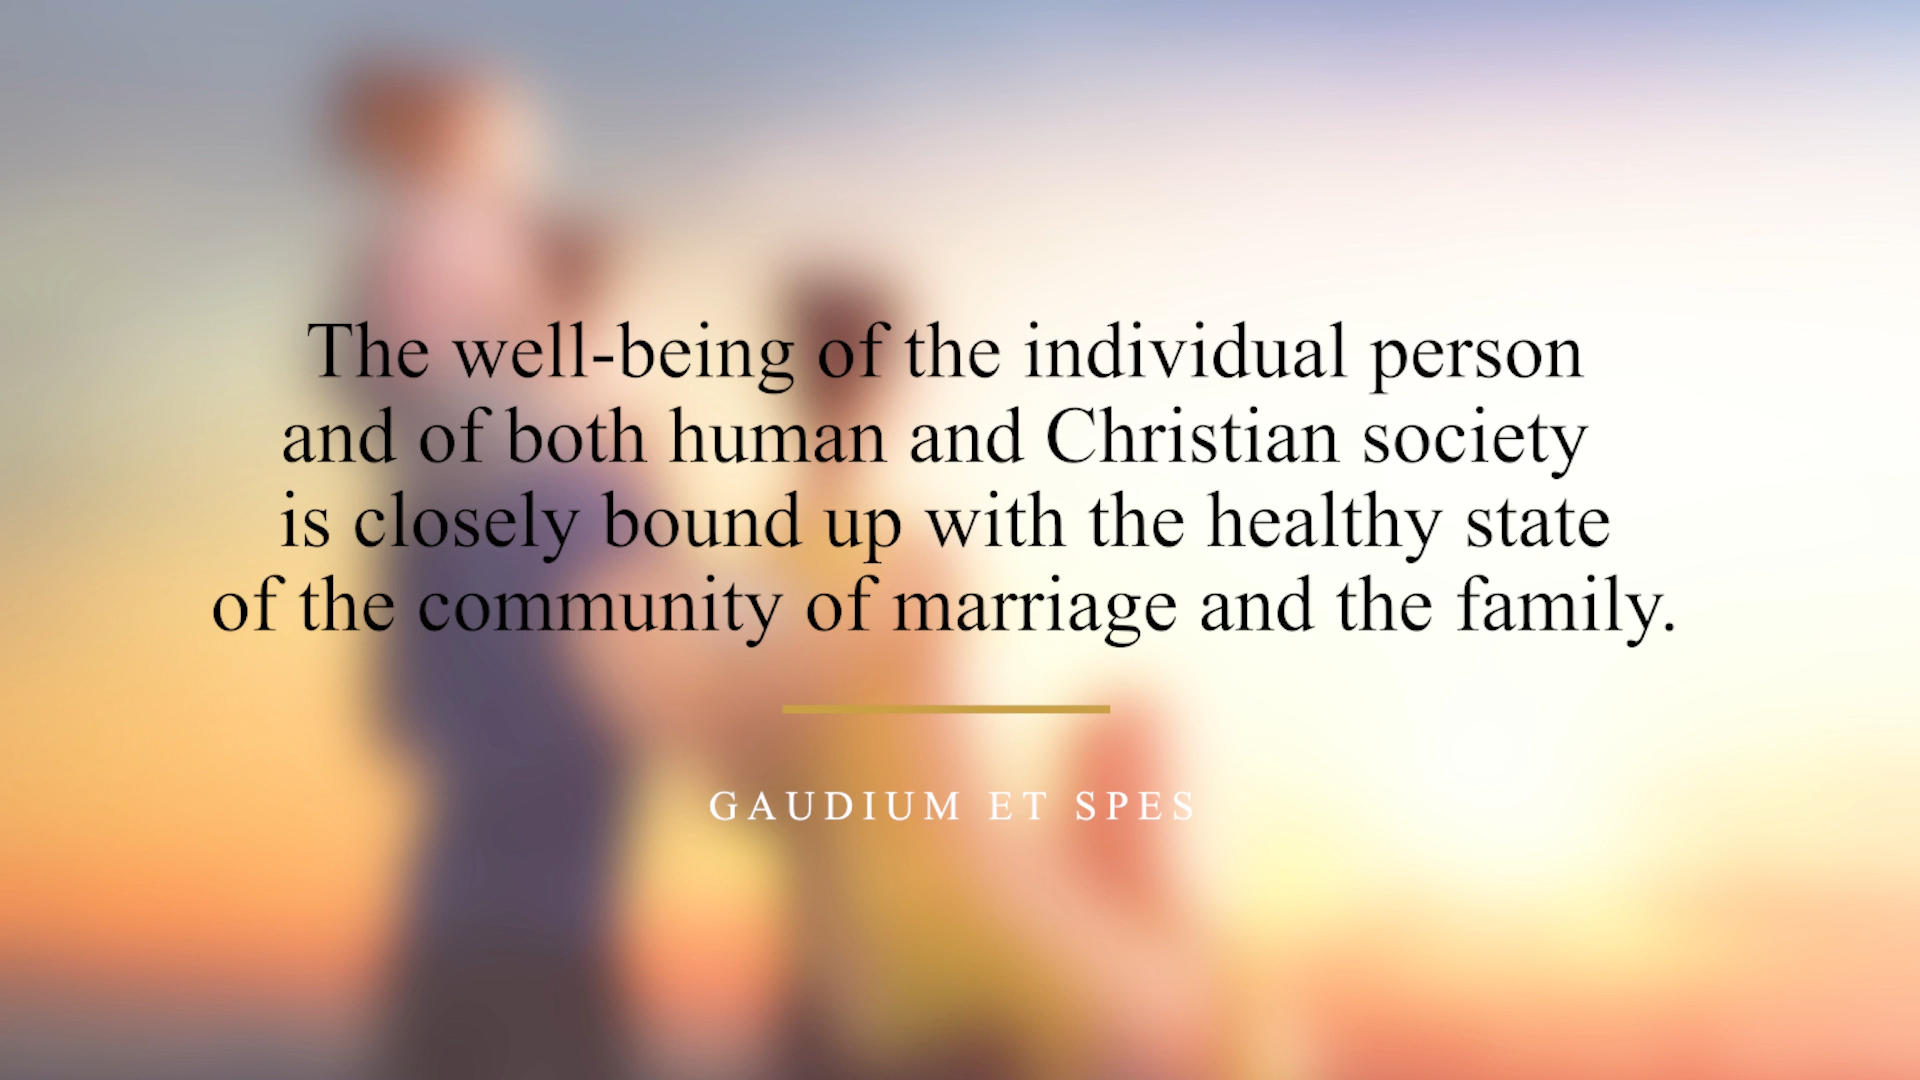 The well-being of the individual person
and of both human and Christian society
is closely bound up with the healthy state
of the community of marriage and the family.
GAUDIUM ET SPES